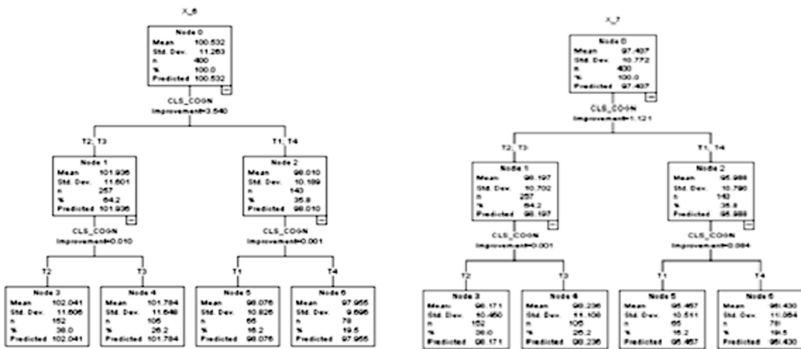 X_6
Node 0
Mean 100.532
Std. Dev. 11.263
n 400
% 100.0
Predicted 100.532
CLS_COGN
Improvement=3.540
T2; T3
T1; T4
Node 1
Mean 101.936
Std. Dev. 11.601
n 257
% 64.2
Predicted 101.936
Node 2
Mean 98.010
Std. Dev. 10.189
n 143
% 35.8
Predicted 98.010
CLS_COGN
Improvement=0.010
CLS_COGN
Improvement=0.001
T2
T3
T1
T4
Node 3
Mean 102.041
Std. Dev. 11.606
n 152
% 38.0
Predicted 102.041
Node 4
Mean 101.784
Std. Dev. 11.648
n 105
% 26.2
Predicted 101.784
Node 5
Mean 98.076
Std. Dev. 10.826
n 65
% 16.2
Predicted 98.076
Node 6
Mean 97.955
Std. Dev. 9.696
n 78
% 19.5
Predicted 97.955
X_7
Node 0
Mean 97.407
Std. Dev. 10.772
n 400
% 100.0
Predicted 97.407
CLS_COGN
Improvement=1.121
T2; T3
T1; T4
Node 1
Mean 98.197
Std. Dev. 10.702
n 257
% 64.2
Predicted 98.197
Node 2
Mean 95.988
Std. Dev. 10.790
n 143
% 35.8
Predicted 95.988
CLS_COGN
Improvement=0.001
CLS_COGN
Improvement=0.084
T2
T3
T1
T4
Node 3
Mean 98.171
Std. Dev. 10.450
n 152
% 38.0
Predicted 98.171
Node 4
Mean 98.236
Std. Dev. 11.108
n 105
% 26.2
Predicted 98.236
Node 5
Mean 95.457
Std. Dev. 10.511
n 65
% 16.2
Predicted 95.457
Node 6
Mean 96.430
Std. Dev. 11.064
n 78
% 19.5
Predicted 96.430